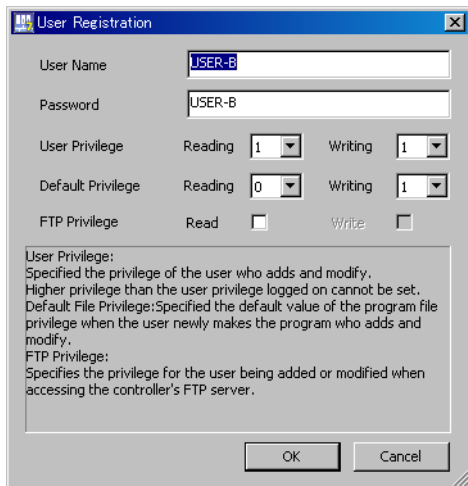 User Registration
User Name USER-B
Password USER-B
User Privilege Reading 1 Writing 1
Default Privilege Reading 0 Writing 1
FTP Privilege Read Write
User Privilege:
Specified the privilege of the user who adds and modify.
Higher privilege than the user privilege logged on cannot be set.
Default File Privilege:Specified the default value of the program file
privilege when the user newly makes the program who adds and
modify.
FTP Privilege:
Specifies the privilege for the user being added or modified when
accessing the controller's FTP server.
OK Cancel